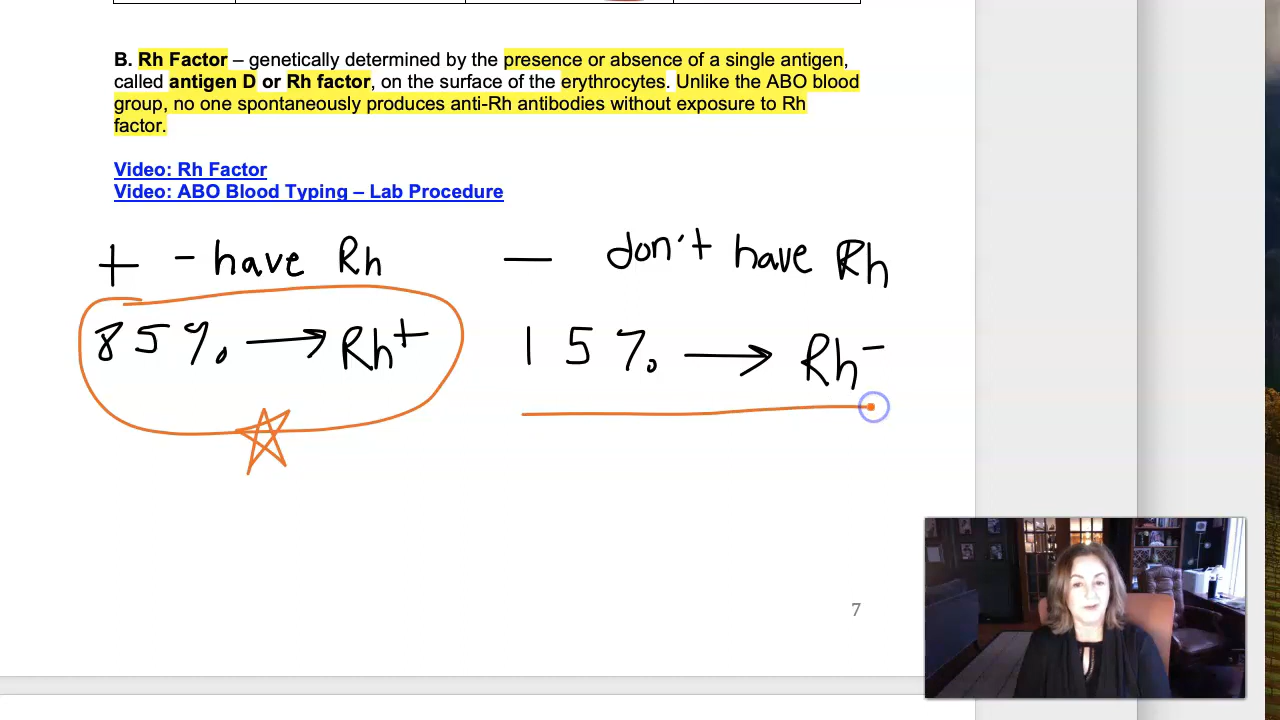 B. Rh Factor – genetically determined by the presence or absence of a single antigen,
called antigen D or Rh factor, on the surface of the erythrocytes. Unlike the ABO blood
group, no one spontaneously produces anti-Rh antibodies without exposure to Rh
factor.
Video: Rh Factor
Video: ABO Blood Typing – Lab Procedure
+ - have Rh
— don't have Rh
85% → Rh+
15% → Rh−
7